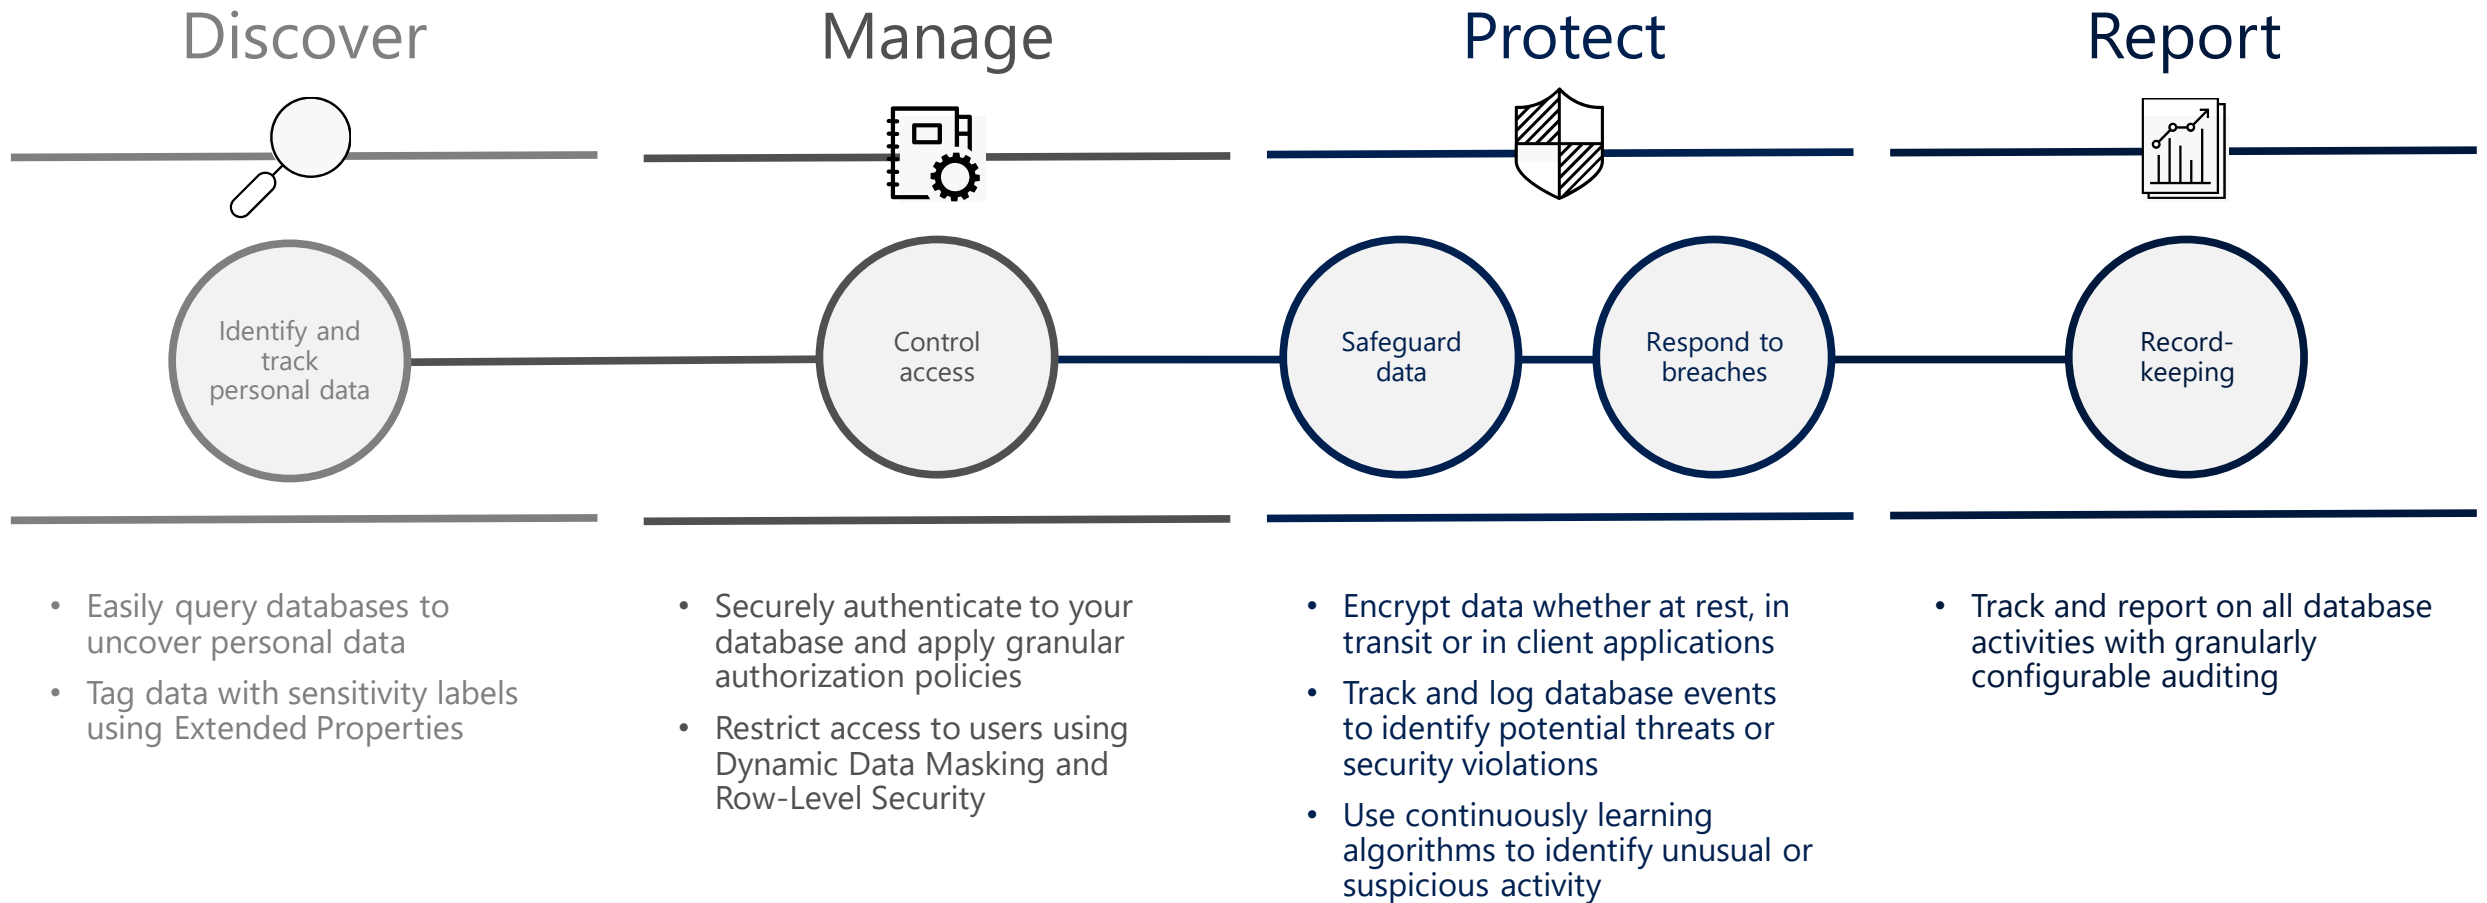 Discover
Manage
Protect
Report
Identify and
track
personal data
Control
access
Safeguard
data
Respond to
breaches
Record-
keeping
• Easily query databases to
uncover personal data
• Tag data with sensitivity labels
using Extended Properties
• Securely authenticate to your
database and apply granular
authorization policies
• Restrict access to users using
Dynamic Data Masking and
Row-Level Security
• Encrypt data whether at rest, in
transit or in client applications
• Track and log database events
to identify potential threats or
security violations
• Use continuously learning
algorithms to identify unusual or
suspicious activity
• Track and report on all database
activities with granularly
configurable auditing